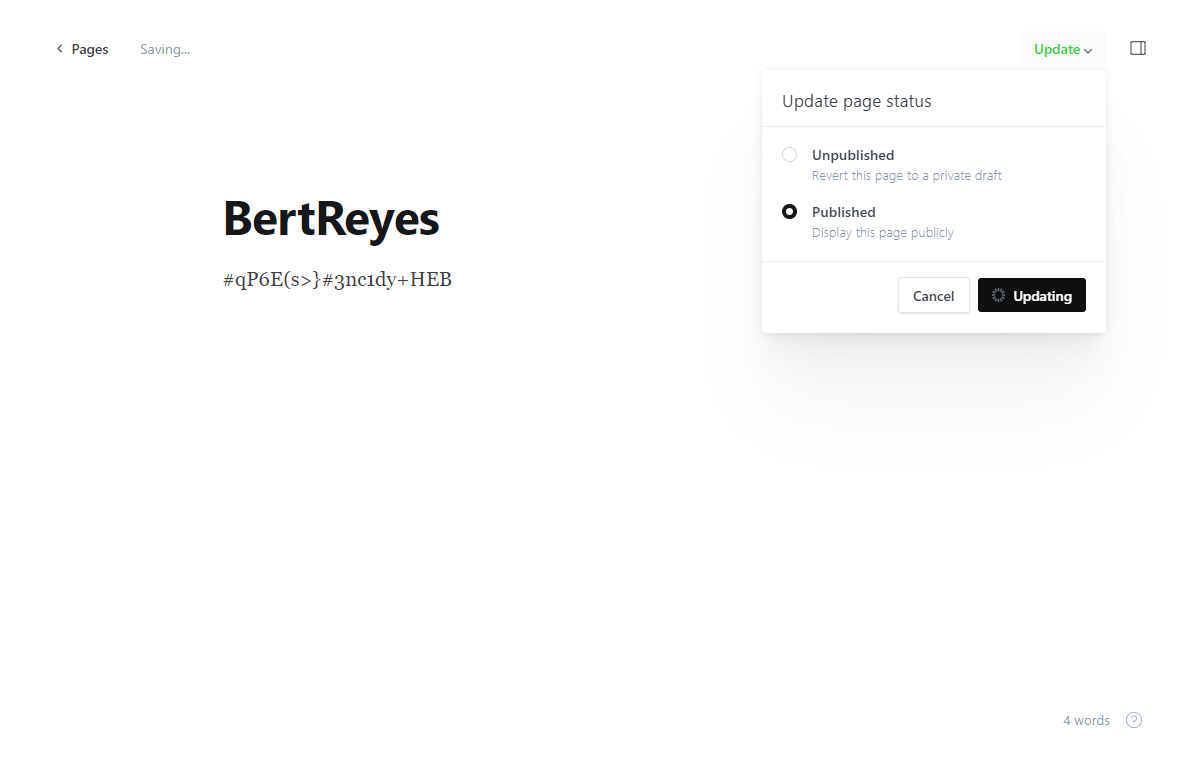 Pages
Saving...
Update
Update page status
Unpublished
Revert this page to a private draft
Published
Display this page publicly
Cancel
Updating
BertReyes
#qP6E(s>}#3nc1dy+HEB
4 words
?